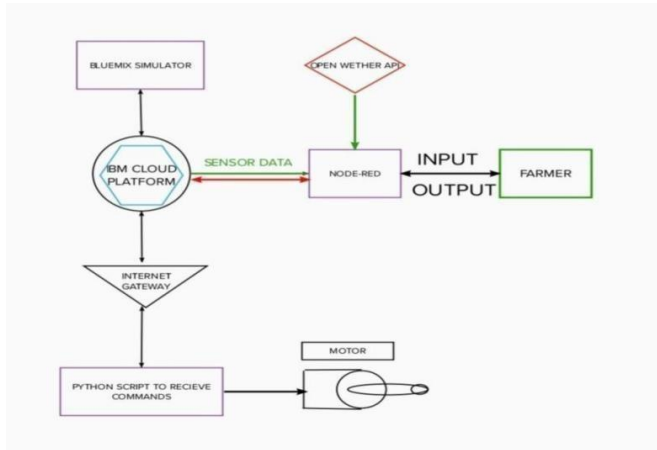 BLUEMIX SIMULATOR
OPEN WETHER API
IBM CLOUD
PLATFORM
SENSOR DATA
NODE-RED
INPUT
OUTPUT
FARMER
INTERNET
GATEWAY
MOTOR
PYTHON SCRIPT TO RECIEVE
COMMANDS